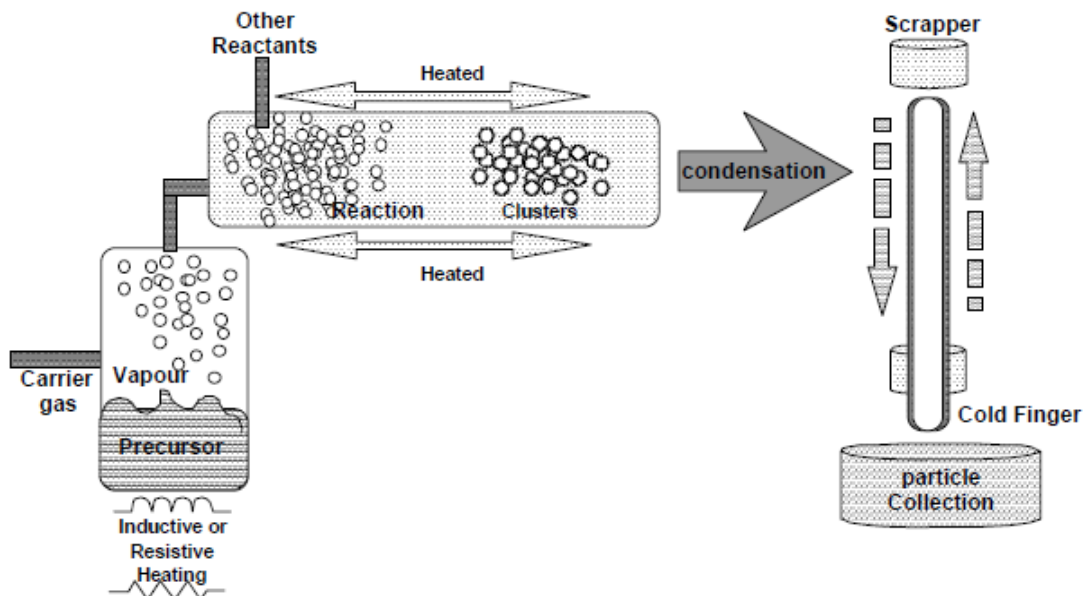 Other
Reactants
Heated
Reaction
Clusters
Heated
condensation
Scrapper
Cold Finger
particle
Collection
Carrier
gas
Vapour
Precursor
Inductive or
Resistive
Heating